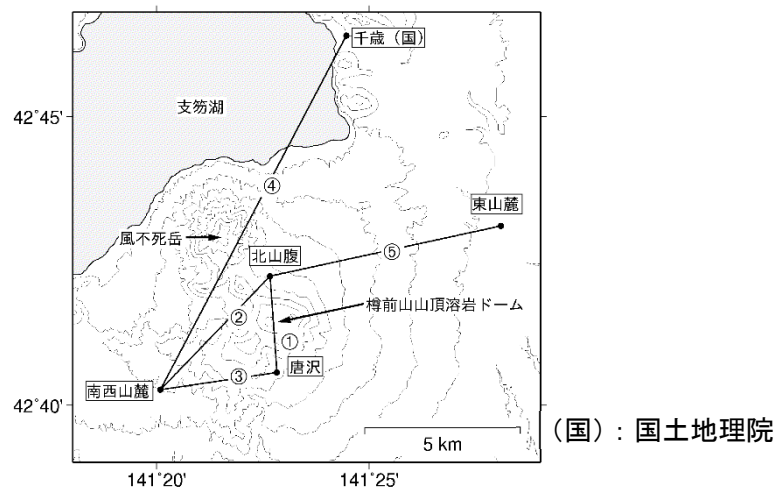 千歳（国）
42°45'
支笏湖
④
東山麓
風不死岳
北山腹
⑤
樽前山山頂溶岩ドーム
②
①
唐沢
③
南西山麓
42°40'
5 km
（国）：国土地理院
141°20'
141°25'